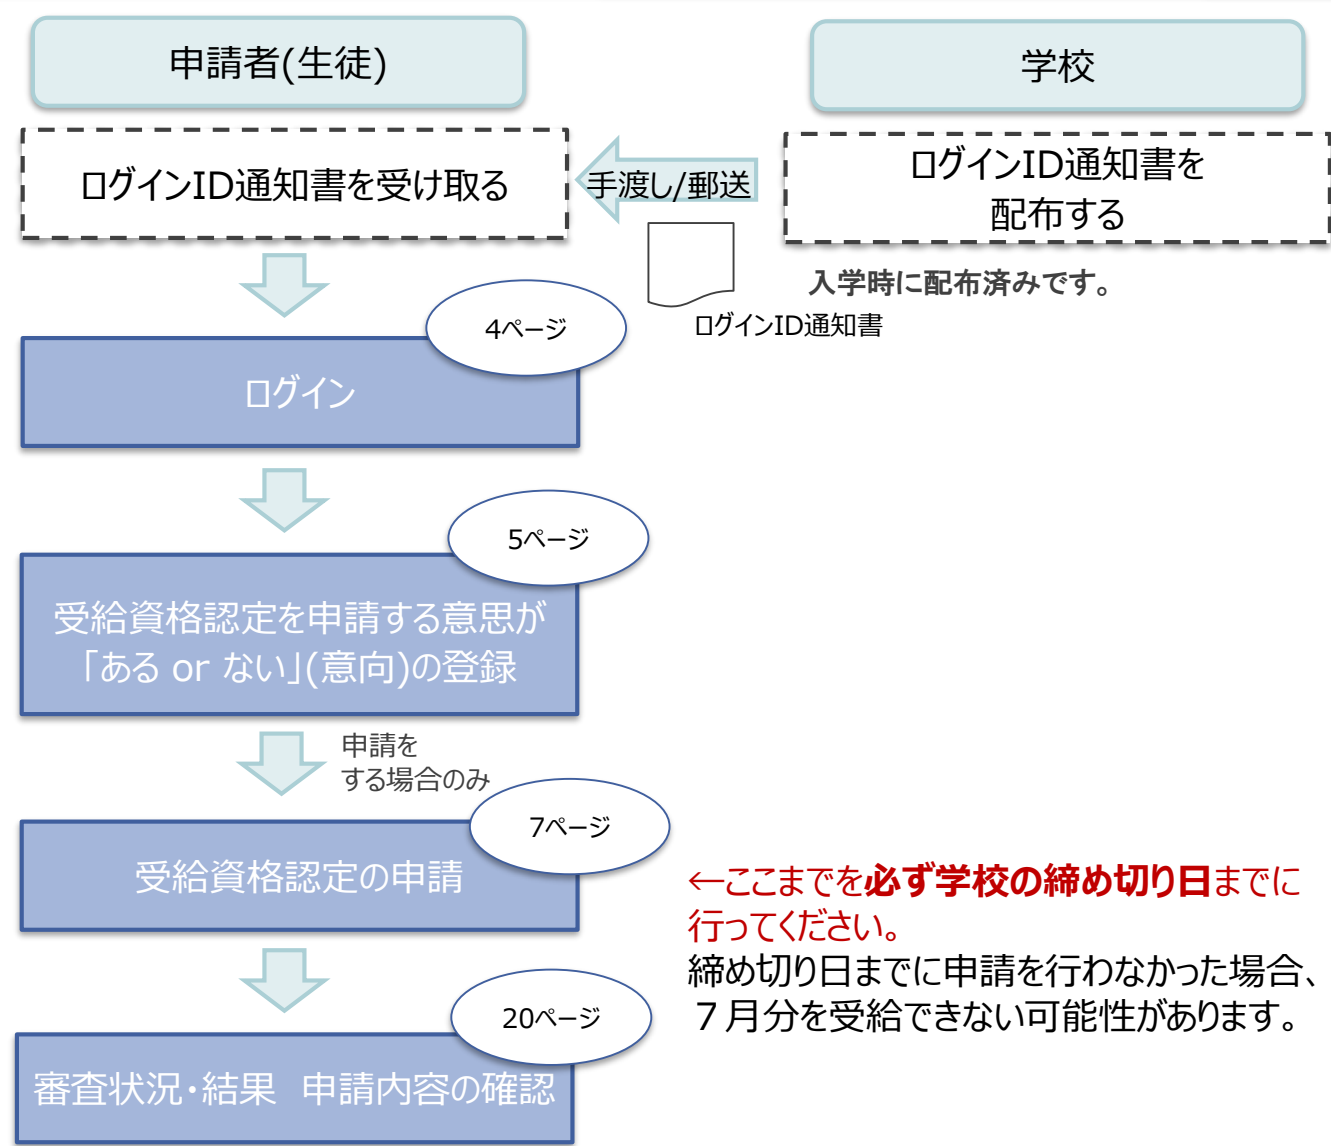 申請者(生徒)
学校
ログインID通知書を受け取る
手渡し/郵送
ログインID通知書を
配布する
入学時に配布済みです。
ログインID通知書
4ページ
ログイン
5ページ
受給資格認定を申請する意思が
「ある or ない」(意向)の登録
申請を
する場合のみ
7ページ
受給資格認定の申請
←ここまでを必ず学校の締め切り日までに
行ってください。
締め切り日までに申請を行わなかった場合、
７月分を受給できない可能性があります。
20ページ
審査状況・結果　申請内容の確認